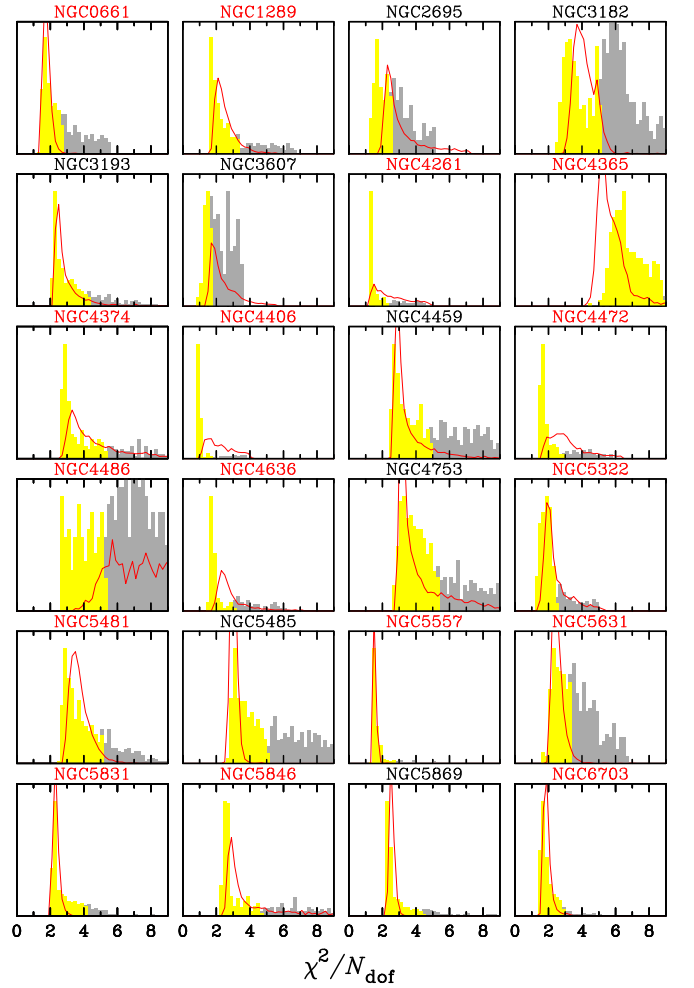 NGC0661 NGC1289 NGC2695 NGC3182
NGC3193 NGC3607 NGC4261 NGC4365
NGC4374 NGC4406 NGC4459 NGC4472
NGC4486 NGC4636 NGC4753 NGC5322
NGC5481 NGC5485 NGC5557 NGC5631
NGC5831 NGC5846 NGC5869 NGC6703
0 2 4 6 8 0 2 4 6 8 0 2 4 6 8 0 2 4 6 8
χ²/N_dof